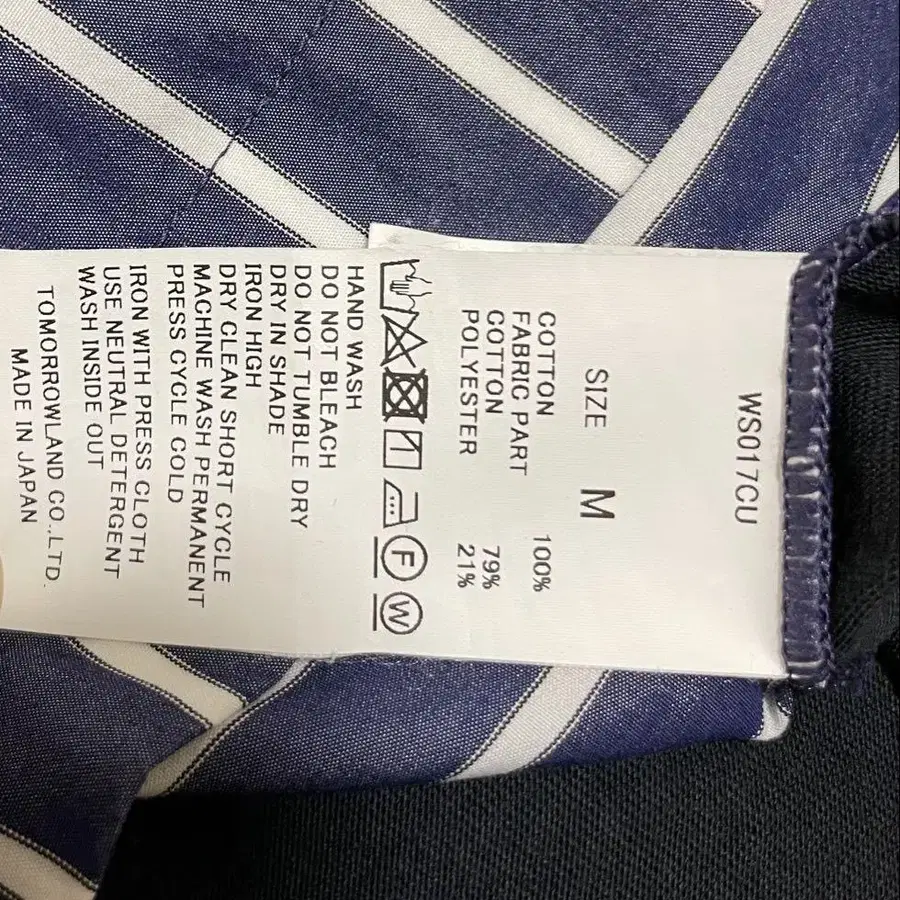 WS017CU
SIZE M
COTTON 100%
FABRIC PART
COTTON 79%
POLYESTER 21%
F W
HAND WASH
DO NOT BLEACH
DO NOT TUMBLE DRY
DRY IN SHADE
IRON HIGH
DRY CLEAN SHORT CYCLE
MACHINE WASH PERMANENT
PRESS CYCLE COLD
IRON WITH PRESS CLOTH
USE NEUTRAL DETERGENT
WASH INSIDE OUT
TOMORROWLAND CO.,LTD.
MADE IN JAPAN